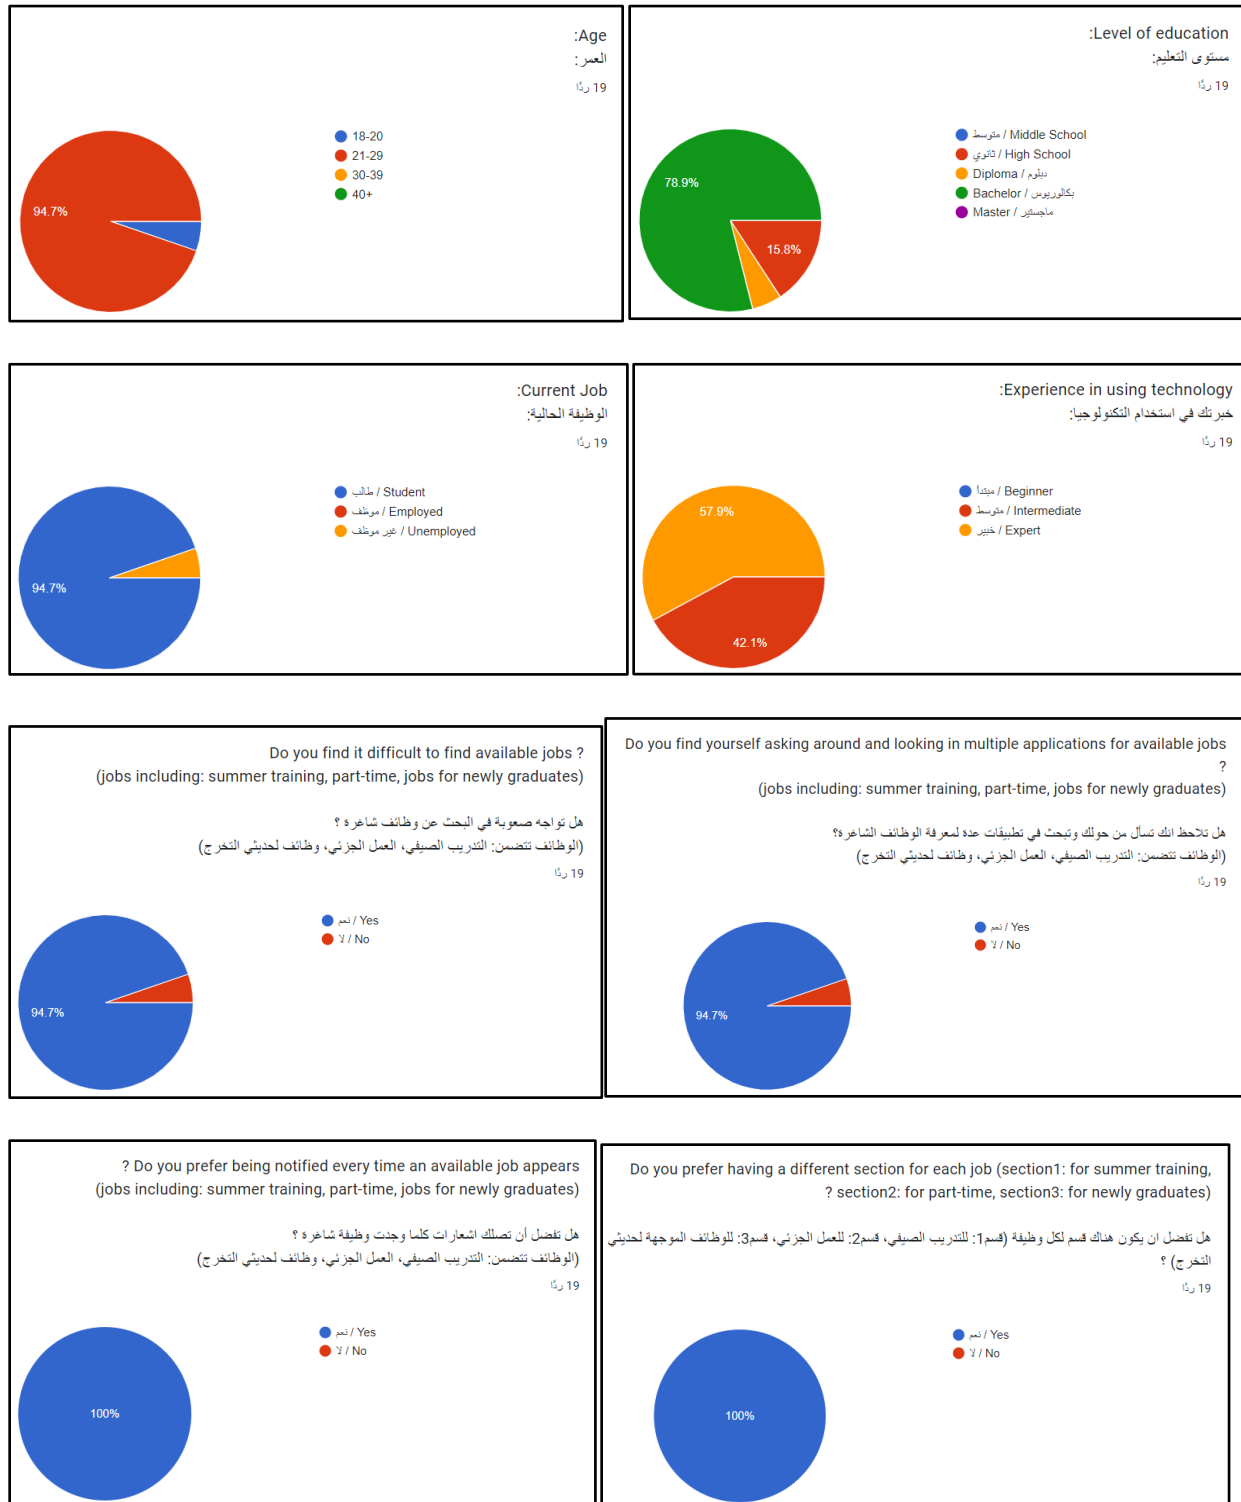 :Age
العمر:
19 ردًا
18-20
21-29
30-39
40+
94.7%
:Level of education
مستوى التعليم:
19 ردًا
متوسط / Middle School
ثانوي / High School
Diploma / دبلوم
Bachelor / بكالوريوس
Master / ماجستير
78.9%
15.8%
:Current Job
الوظيفة الحالية:
19 ردًا
طالب / Student
موظف / Employed
غير موظف / Unemployed
94.7%
:Experience in using technology
خبرتك في استخدام التكنولوجيا:
19 ردًا
مبتدأ / Beginner
متوسط / Intermediate
خبير / Expert
57.9%
42.1%
Do you find it difficult to find available jobs ?
(jobs including: summer training, part-time, jobs for newly graduates)
هل تواجه صعوبة في البحث عن وظائف شاغرة ؟
(الوظائف تتضمن: التدريب الصيفي، العمل الجزئي، وظائف لحديثي التخرج)
19 ردًا
نعم / Yes
لا / No
94.7%
Do you find yourself asking around and looking in multiple applications for available jobs
?
(jobs including: summer training, part-time, jobs for newly graduates)
هل تلاحظ انك تسأل من حولك وتبحث في تطبيقات عدة لمعرفة الوظائف الشاغرة؟
(الوظائف تتضمن: التدريب الصيفي، العمل الجزئي، وظائف لحديثي التخرج)
19 ردًا
نعم / Yes
لا / No
94.7%
? Do you prefer being notified every time an available job appears
(jobs including: summer training, part-time, jobs for newly graduates)
هل تفضل أن تصلك اشعارات كلما وجدت وظيفة شاغرة ؟
(الوظائف تتضمن: التدريب الصيفي، العمل الجزئي، وظائف لحديثي التخرج)
19 ردًا
نعم / Yes
لا / No
100%
Do you prefer having a different section for each job (section1: for summer training,
? section2: for part-time, section3: for newly graduates)
هل تفضل ان يكون هناك قسم لكل وظيفة (قسم1: للتدريب الصيفي، قسم2: للعمل الجزئي، قسم3: للوظائف الموجهة لحديثي
التخرج) ؟
19 ردًا
نعم / Yes
لا / No
100%